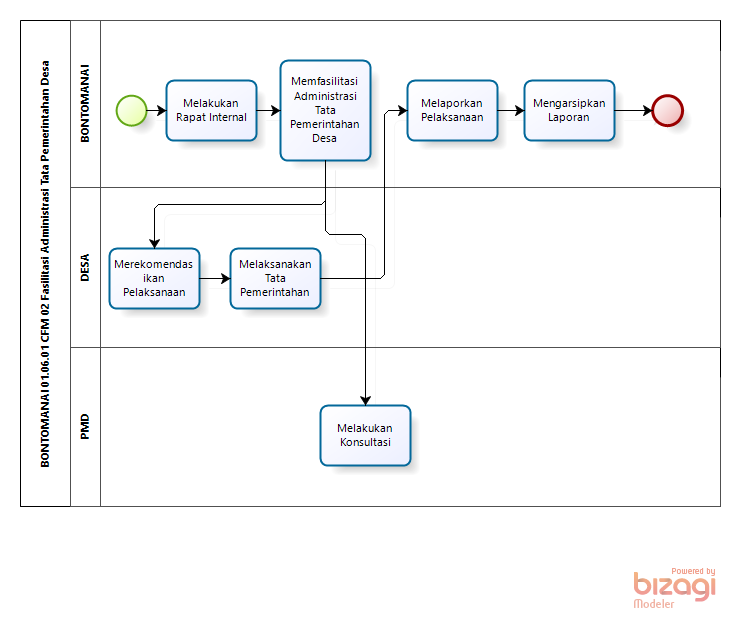 BONTOMANAI 01.06.01 CFM 02 Fasilitasi Administrasi Tata Pemerintahan Desa
BONTOMANAI
Melakukan
Rapat Internal
Memfasilitasi
Administrasi
Tata
Pemerintahan
Desa
Melaporkan
Pelaksanaan
Mengarsipkan
Laporan
DESA
Merekomendas
ikan
Pelaksanaan
Melaksanakan
Tata
Pemerintahan
PMD
Melakukan
Konsultasi
Powered by
bizagi
Modeler